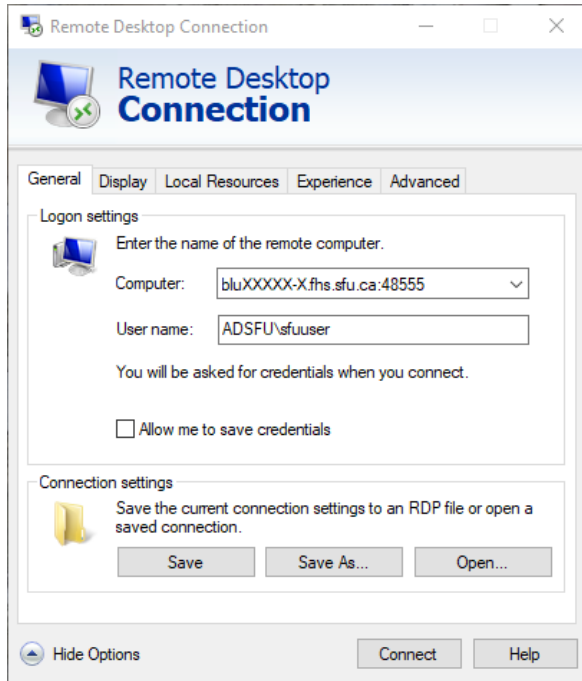 Remote Desktop Connection
Remote Desktop
Connection
General Display Local Resources Experience Advanced
Logon settings
Enter the name of the remote computer.
Computer: bluXXXXX-X.fhs.sfu.ca:48555
User name: ADSFU\sfuuser
You will be asked for credentials when you connect.
Allow me to save credentials
Connection settings
Save the current connection settings to an RDP file or open a
saved connection.
Save Save As... Open...
Hide Options Connect Help